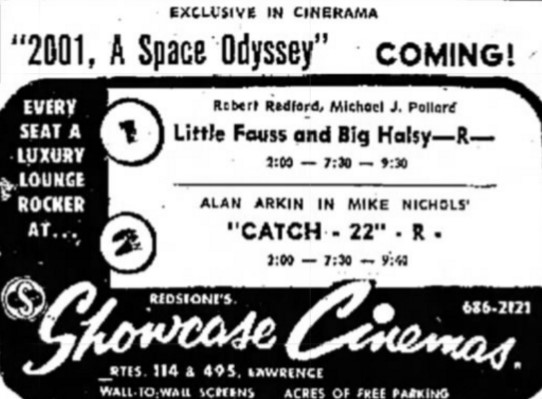 EXCLUSIVE IN CINERAMA
"2001, A Space Odyssey" COMING!
EVERY
SEAT A
LUXURY
LOUNGE
ROCKER
AT...
1
Robert Redford, Michael J. Pollard
Little Fauss and Big Halsy—R—
2:00 — 7:30 — 9:30
2
ALAN ARKIN IN MIKE NICHOLS'
"CATCH - 22" - R -
2:00 — 7:30 — 9:40
S
REDSTONE'S
686-2121
Showcase Cinemas.
RTES. 114 & 495, LAWRENCE
WALL-TO-WALL SCREENS ACRES OF FREE PARKING